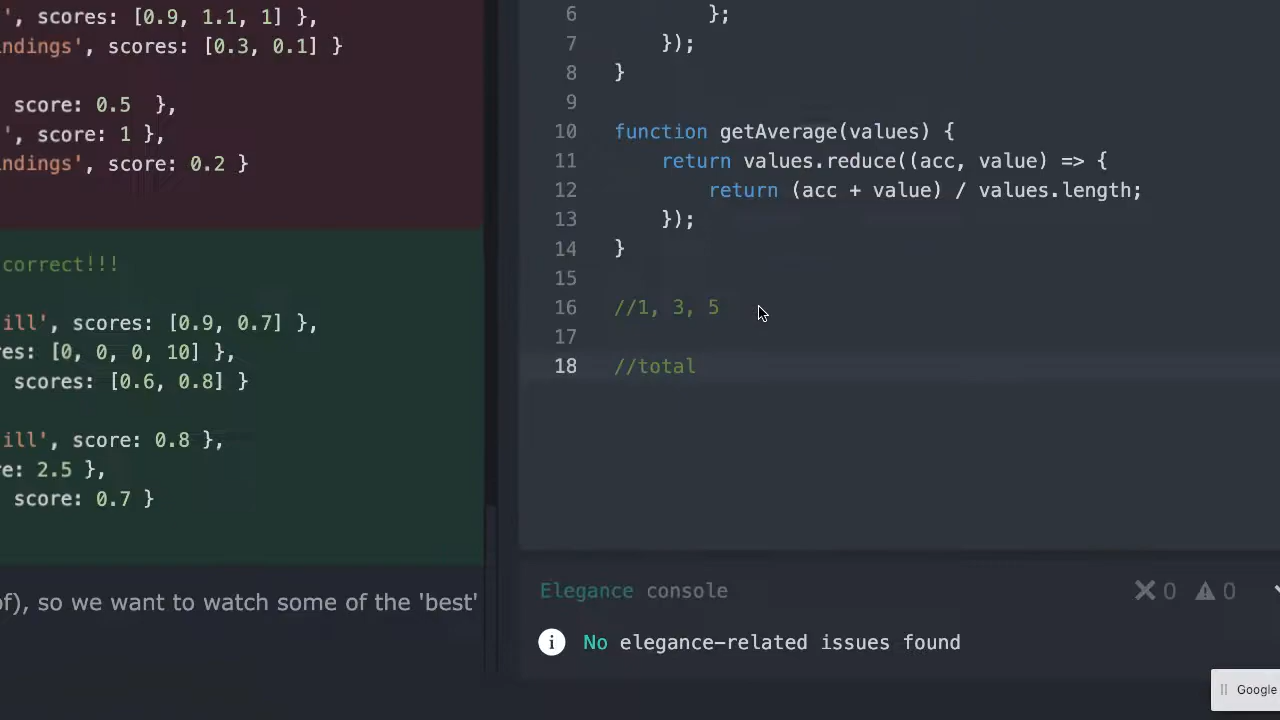 ', scores: [0.9, 1.1, 1] },
ndings', scores: [0.3, 0.1] }
score: 0.5  },
', score: 1 },
ndings', score: 0.2 }
correct!!!
ill', scores: [0.9, 0.7] },
res: [0, 0, 0, 10] },
scores: [0.6, 0.8] }
ill', score: 0.8 },
re: 2.5 },
score: 0.7 }
of), so we want to watch some of the 'best'
6         };
7     });
8 }
9
10 function getAverage(values) {
11     return values.reduce((acc, value) => {
12         return (acc + value) / values.length;
13     });
14 }
15
16 //1, 3, 5
17
18 //total
Elegance console
0 0
No elegance-related issues found
Google